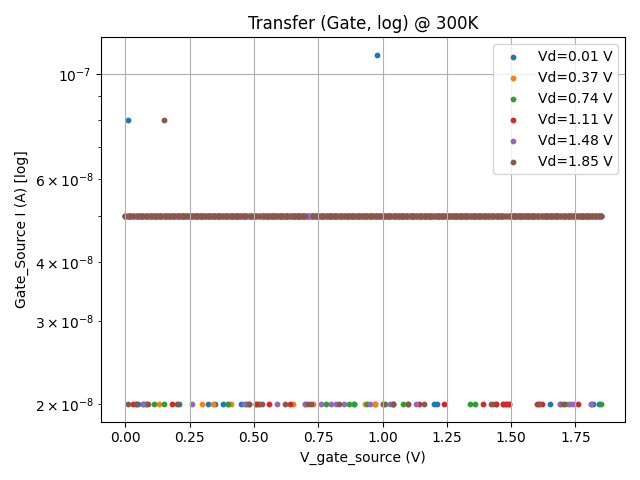 Transfer (Gate, log) @ 300K
Gate_Source I (A) [log]
10⁻⁷
6 × 10⁻⁸
4 × 10⁻⁸
3 × 10⁻⁸
2 × 10⁻⁸
Vd=0.01 V
Vd=0.37 V
Vd=0.74 V
Vd=1.11 V
Vd=1.48 V
Vd=1.85 V
0.00 0.25 0.50 0.75 1.00 1.25 1.50 1.75
V_gate_source (V)